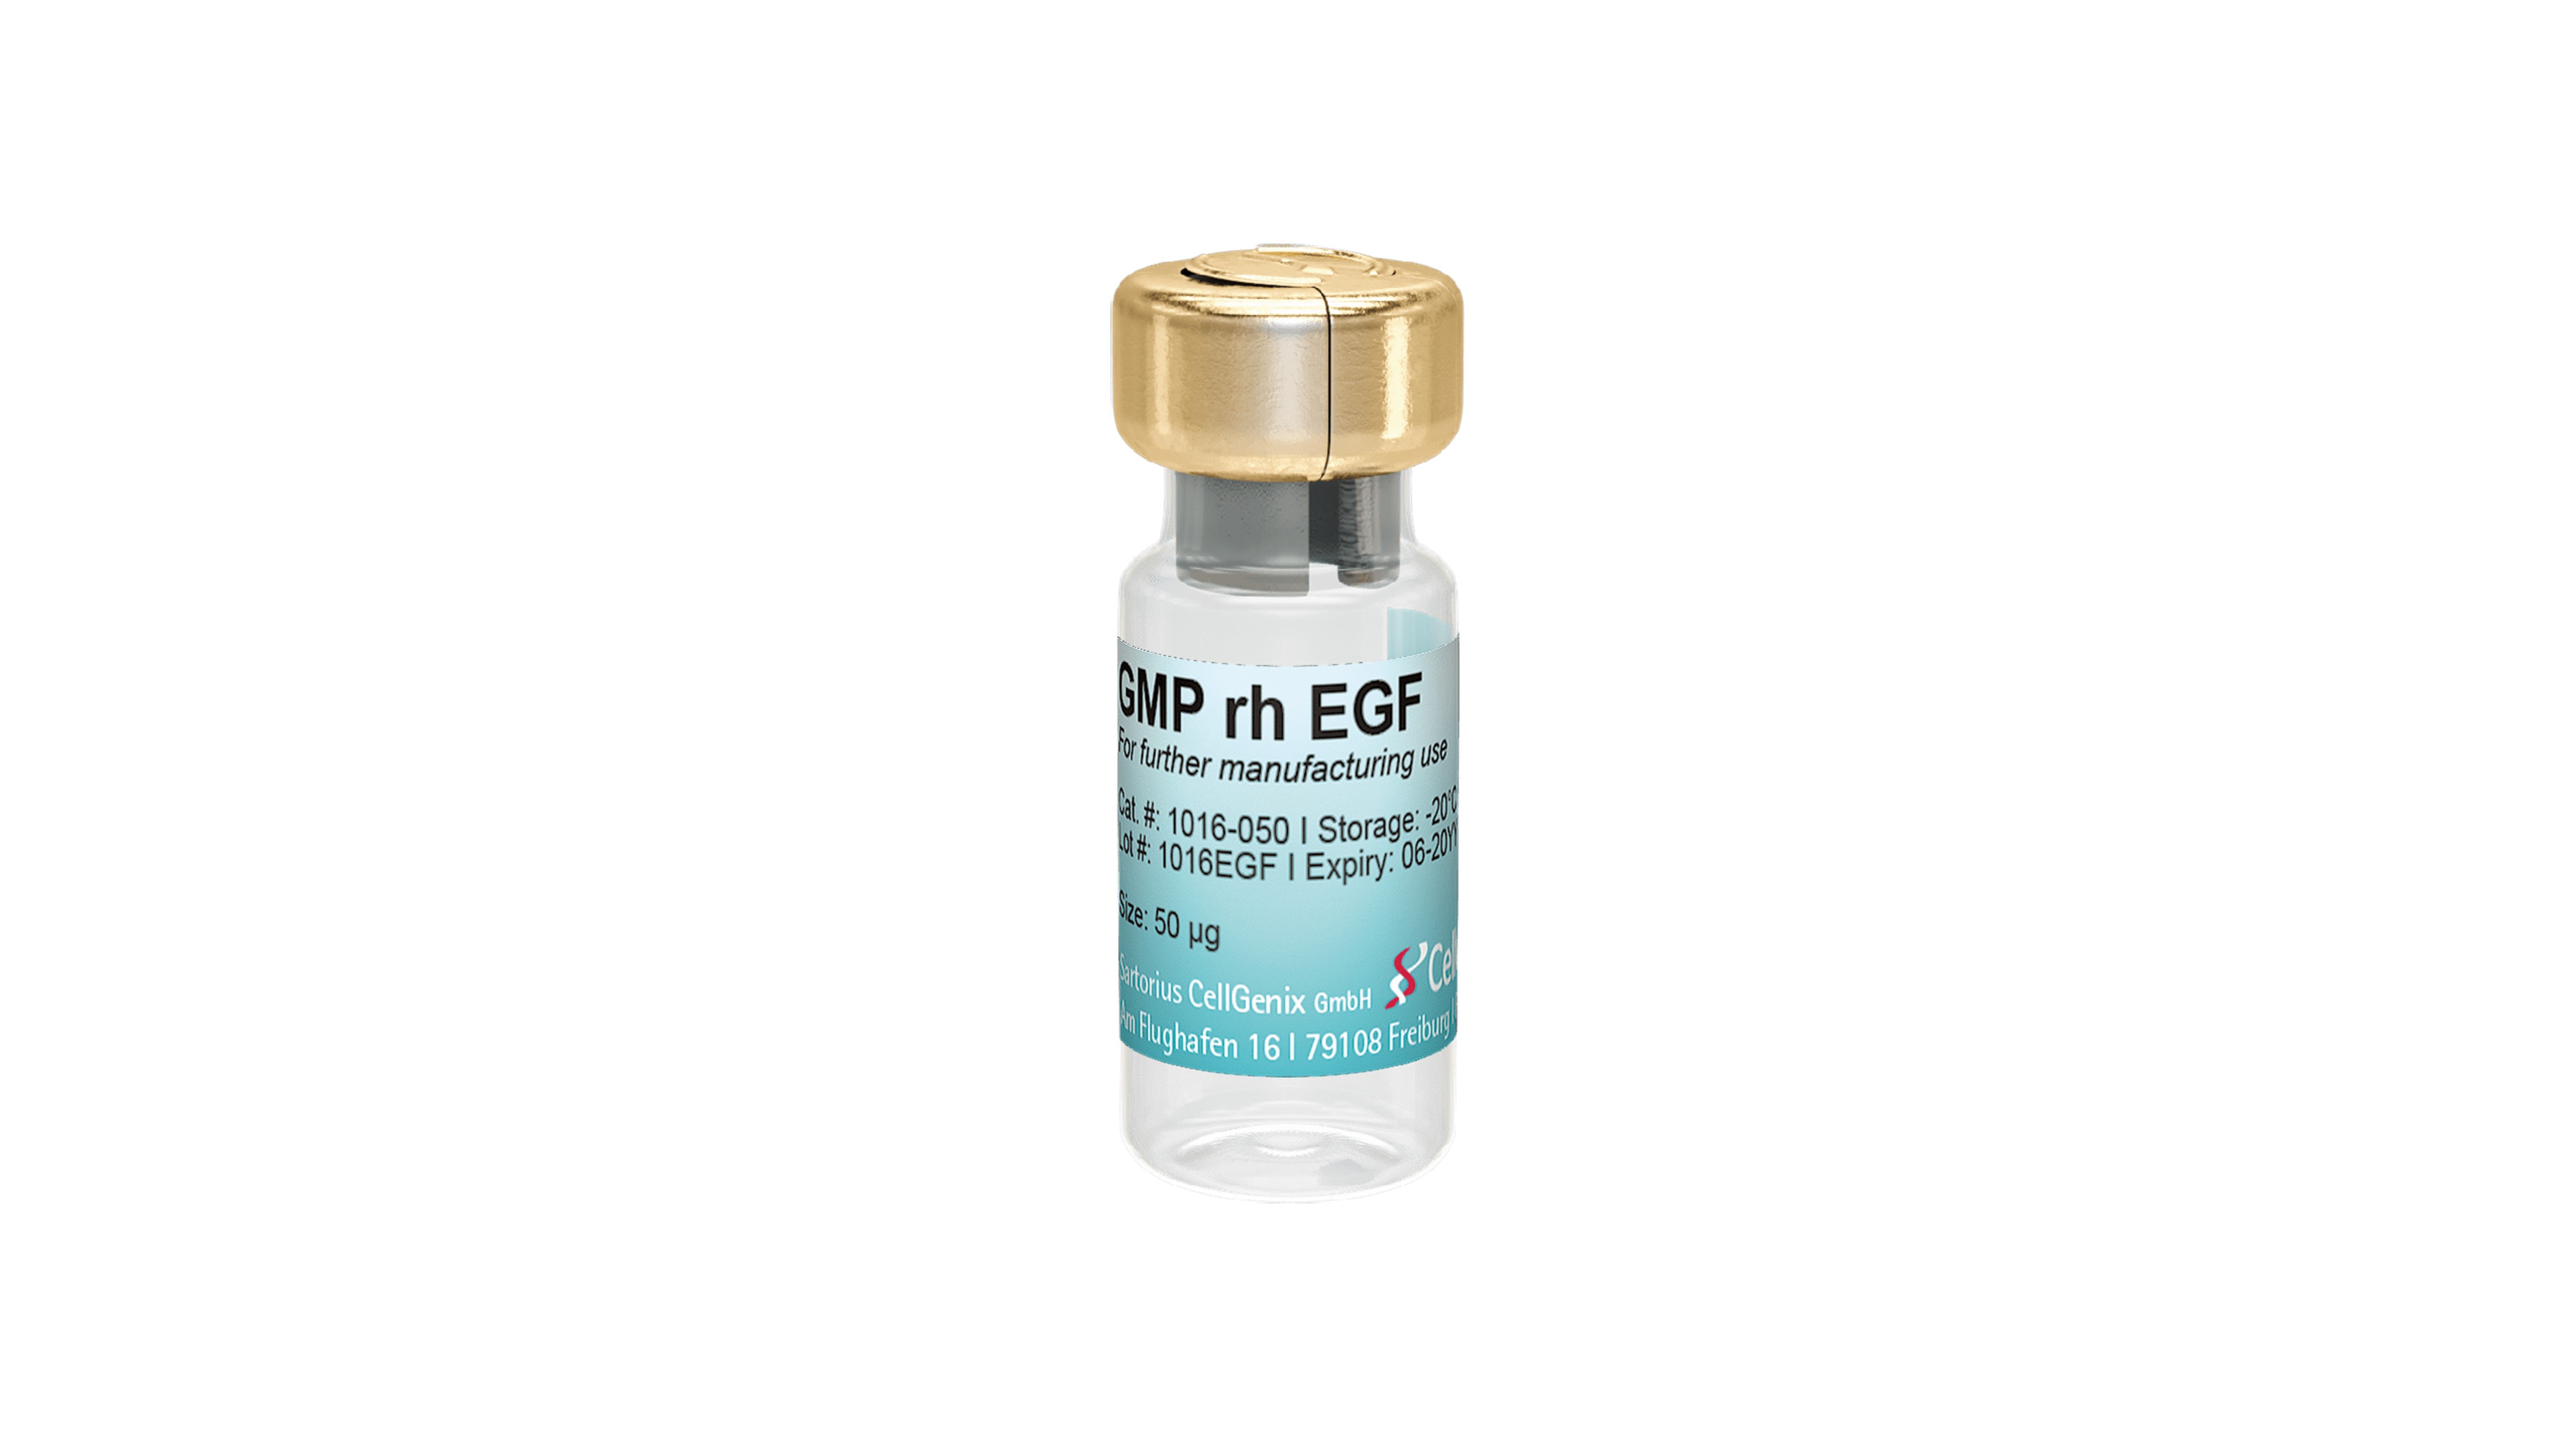 GMP rh EGF
For further manufacturing use
Cat. #: 1016-050 I Storage: -20°C
Lot #: 1016EGF I Expiry: 06-20YY
Size: 50 µg
Sartorius CellGenix GmbH
Am Flughafen 16 I 79108 Freiburg I